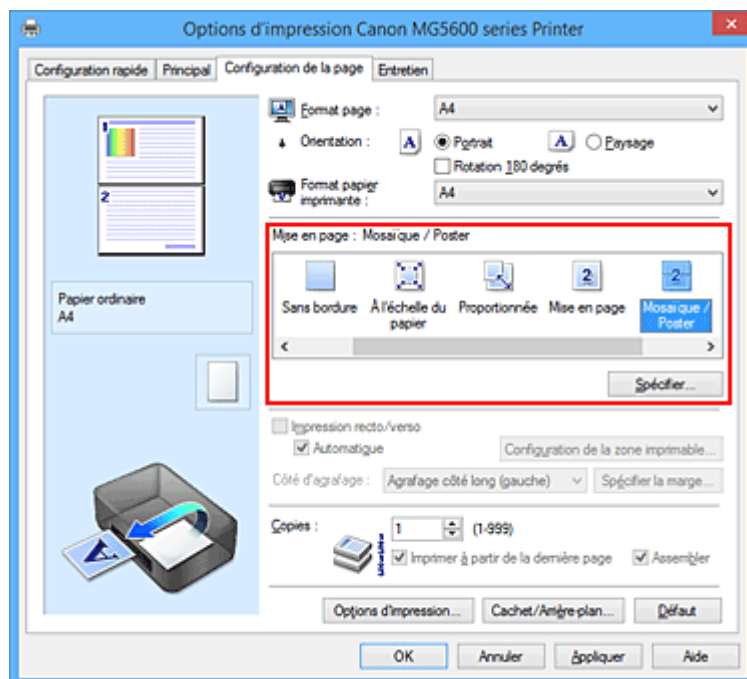 Options d'impression Canon MG5600 series Printer
Configuration rapide Principal Configuration de la page Entretien
Format page : A4
Orientation : A Portrait A Paysage
Rotation 180 degrés
Format papier
imprimante : A4
1
2
Papier ordinaire
A4
Mise en page : Mosaïque / Poster
2 2
Sans bordure À l'échelle du Proportionnée Mise en page Mosaïque /
papier Poster
Spécifier...
Impression recto/verso
Automatique Configuration de la zone imprimable...
Côté d'agrafage : Agrafage côté long (gauche) Spécifier la marge...
Copies : 1 (1-999)
Imprimer à partir de la dernière page Assembler
A
Options d'impression... Cachet/Arrière-plan... Défaut
OK Annuler Appliquer Aide